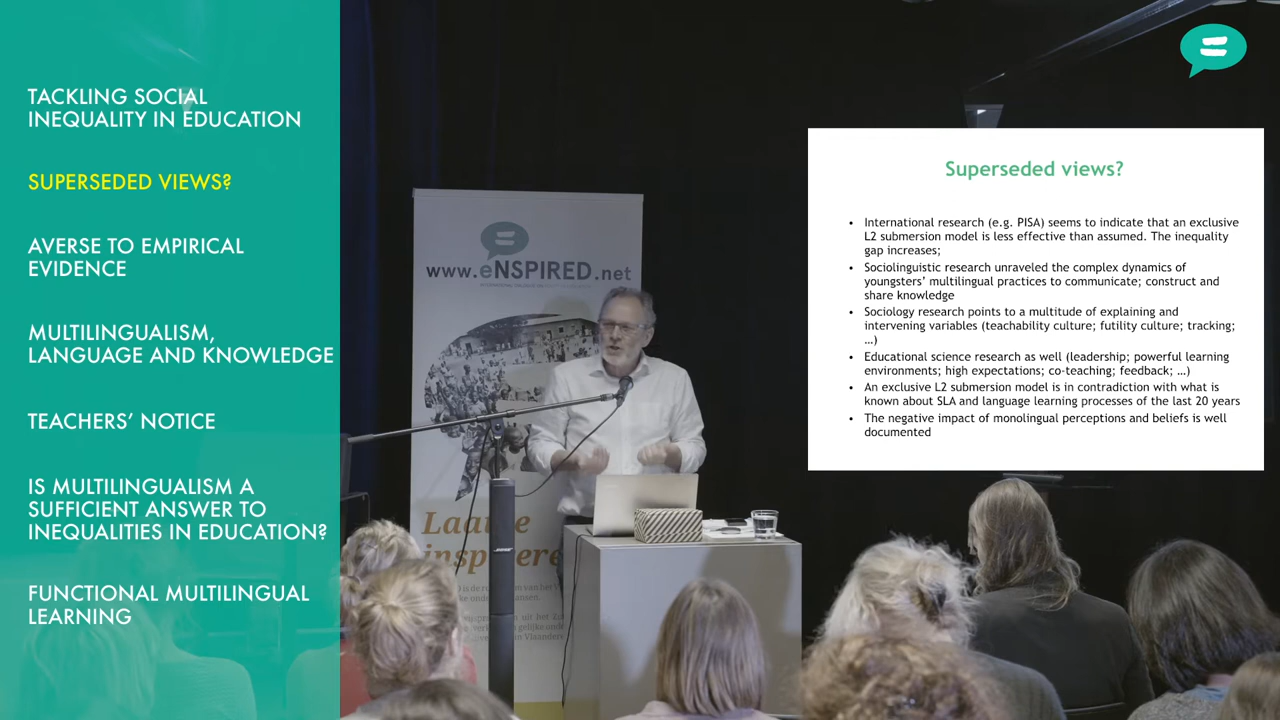 TACKLING SOCIAL
INEQUALITY IN EDUCATION
SUPERSEDED VIEWS?
AVERSE TO EMPIRICAL
EVIDENCE
MULTILINGUALISM,
LANGUAGE AND KNOWLEDGE
TEACHERS’ NOTICE
IS MULTILINGUALISM A
SUFFICIENT ANSWER TO
INEQUALITIES IN EDUCATION?
FUNCTIONAL MULTILINGUAL
LEARNING
www.eNSPIRED.net
Superseded views?
• International research (e.g. PISA) seems to indicate that an exclusive
L2 submersion model is less effective than assumed. The inequality
gap increases;
• Sociolinguistic research unraveled the complex dynamics of
youngsters’ multilingual practices to communicate; construct and
share knowledge
• Sociology research points to a multitude of explaining and
intervening variables (teachability culture; futility culture; tracking;
…)
• Educational science research as well (leadership; powerful learning
environments; high expectations; co-teaching; feedback; …)
• An exclusive L2 submersion model is in contradiction with what is
known about SLA and language learning processes of the last 20 years
• The negative impact of monolingual perceptions and beliefs is well
documented